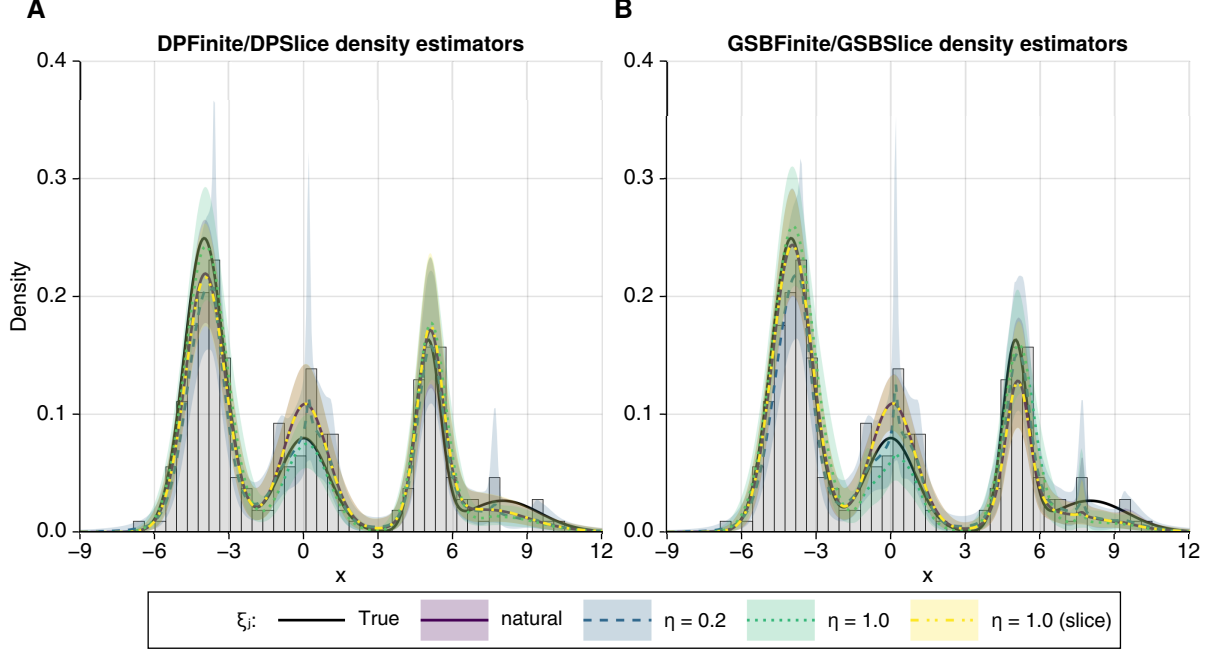 A
B
DPFinite/DPSlice density estimators
GSBFinite/GSBSlice density estimators
0.4
0.3
0.2
0.1
0.0
Density
−9 −6 −3 0 3 6 9 12
x
0.4
0.3
0.2
0.1
0.0
−9 −6 −3 0 3 6 9 12
x
ξⱼ: True natural η = 0.2 η = 1.0 η = 1.0 (slice)